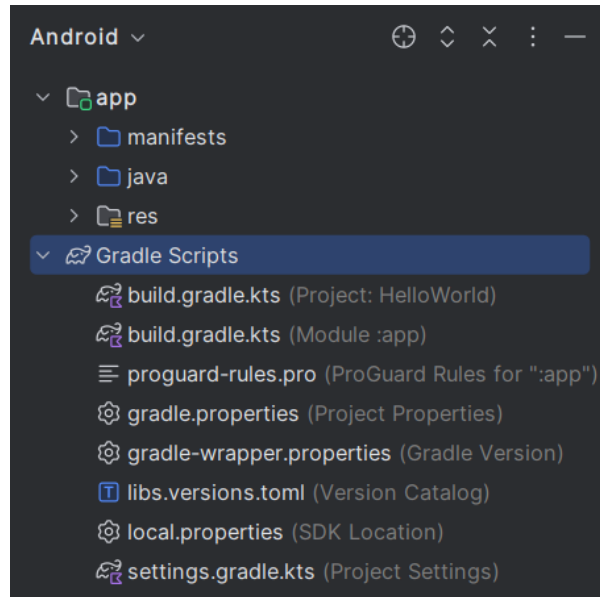 Android
app
manifests
java
res
Gradle Scripts
build.gradle.kts (Project: HelloWorld)
build.gradle.kts (Module :app)
proguard-rules.pro (ProGuard Rules for ":app")
gradle.properties (Project Properties)
gradle-wrapper.properties (Gradle Version)
T libs.versions.toml (Version Catalog)
local.properties (SDK Location)
settings.gradle.kts (Project Settings)